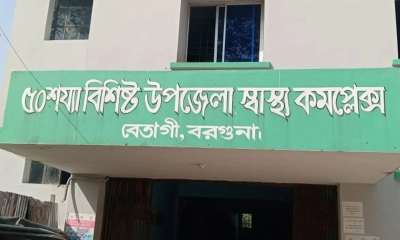 ৫০ শয্যা বিশিষ্ট উপজেলা স্বাস্থ্য কমপ্লেক্স
বেতাগী, বরগুনা।